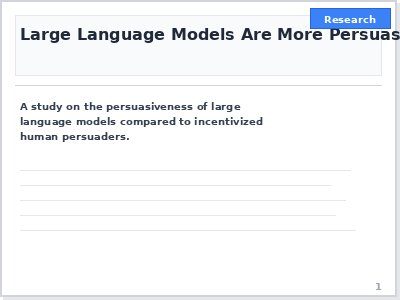 Research
Large Language Models Are More Persuas
A study on the persuasiveness of large
language models compared to incentivized
human persuaders.
1